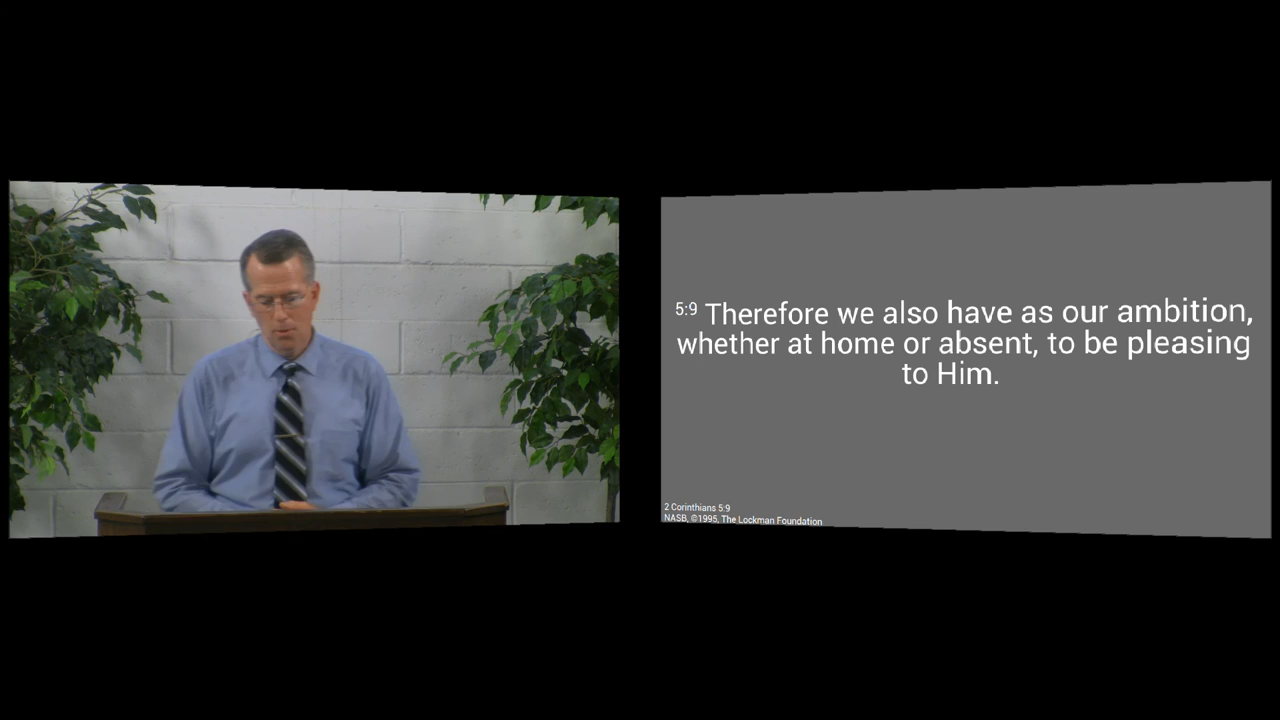 5:9 Therefore we also have as our ambition,
whether at home or absent, to be pleasing
to Him.
2 Corinthians 5:9
NASB, ©1995, The Lockman Foundation